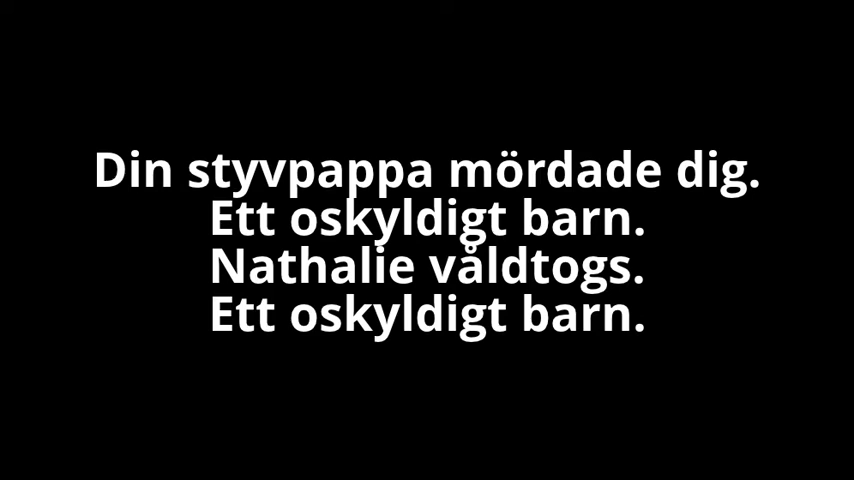 Din styvpappa mördade dig.
Ett oskyldigt barn.
Nathalie våldtogs.
Ett oskyldigt barn.